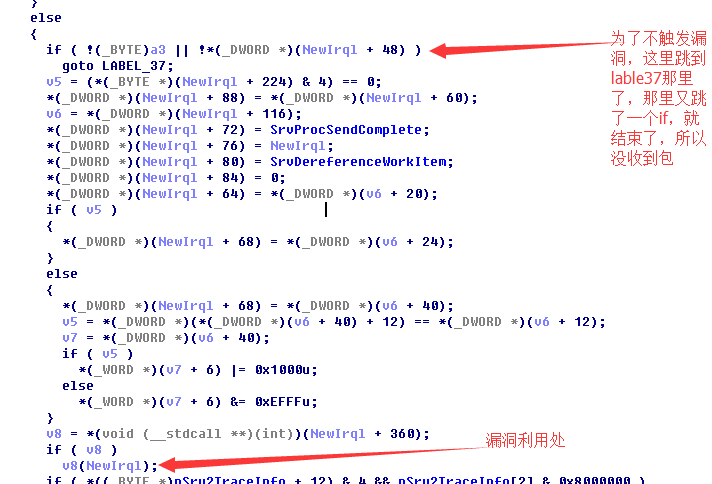 }
else
{
if ( !(_BYTE)a3 || !*(_DWORD *)(NewIrql + 48) )
goto LABEL_37;
v5 = (*(_BYTE *)(NewIrql + 224) & 4) == 0;
*(_DWORD *)(NewIrql + 88) = *(_DWORD *)(NewIrql + 60);
v6 = *(_DWORD *)(NewIrql + 116);
*(_DWORD *)(NewIrql + 72) = SrvProcSendComplete;
*(_DWORD *)(NewIrql + 76) = NewIrql;
*(_DWORD *)(NewIrql + 80) = SrvDereferenceWorkItem;
*(_DWORD *)(NewIrql + 84) = 0;
*(_DWORD *)(NewIrql + 64) = *(_DWORD *)(v6 + 20);
if ( v5 )
{
*(_DWORD *)(NewIrql + 68) = *(_DWORD *)(v6 + 24);
}
else
{
*(_DWORD *)(NewIrql + 68) = *(_DWORD *)(v6 + 40);
v5 = *(_DWORD *)(*(_DWORD *)(v6 + 40) + 12) == *(_DWORD *)(v6 + 12);
v7 = *(_DWORD *)(v6 + 40);
if ( v5 )
*(_WORD *)(v7 + 6) |= 0x1000u;
else
*(_WORD *)(v7 + 6) &= 0xEFFFu;
}
v8 = *(void (__stdcall **)(int))(NewIrql + 360);
if ( v8 )
v8(NewIrql);
if ( *((_BYTE *)pSrv2TraceInfo + 12) & 4 && pSrv2TraceInfo[2] & 0x8000000 )
为了不触发漏
洞，这里跳到
lable37那里
了，那里又跳
了一个if，就
结束了，所以
没收到包
漏洞利用处